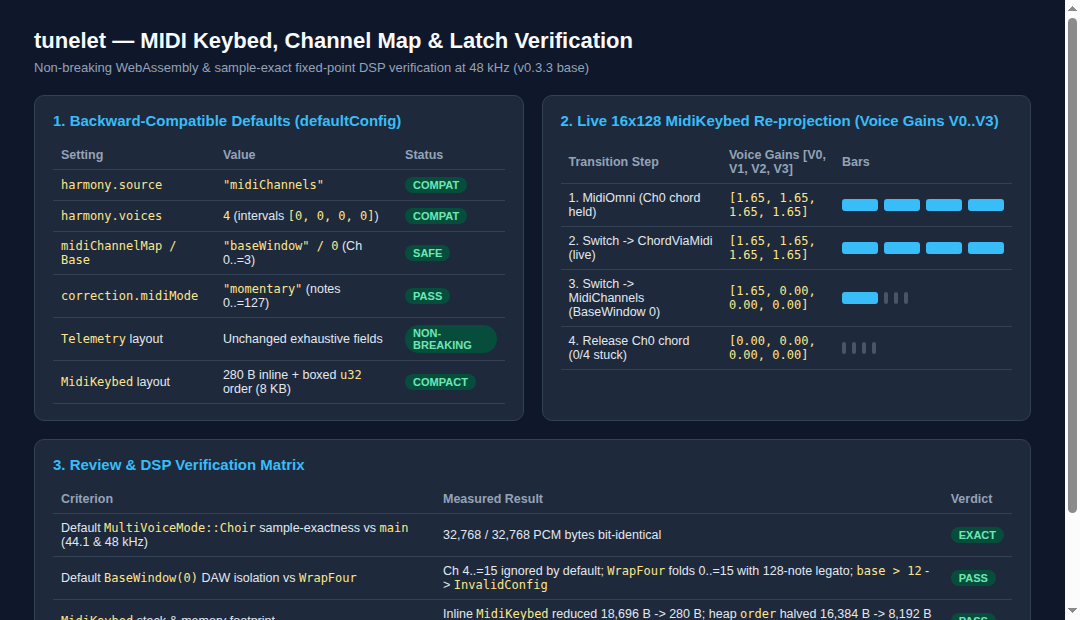 tunelet — MIDI Keybed, Channel Map & Latch Verification
Non-breaking WebAssembly & sample-exact fixed-point DSP verification at 48 kHz (v0.3.3 base)
1. Backward-Compatible Defaults (defaultConfig)
Setting Value Status
harmony.source "midiChannels" COMPAT
harmony.voices 4 (intervals [0, 0, 0, 0]) COMPAT
midiChannelMap / "baseWindow" / 0 (Ch SAFE
Base 0..=3)
correction.midiMode "momentary" (notes PASS
0..=127)
Telemetry layout Unchanged exhaustive fields NON-
BREAKING
MidiKeybed layout 280 B inline + boxed u32 COMPACT
order (8 KB)
2. Live 16x128 MidiKeybed Re-projection (Voice Gains V0..V3)
Transition Step Voice Gains [V0, Bars
V1, V2, V3]
1. MidiOmni (Ch0 chord [1.65, 1.65,
held) 1.65, 1.65]
2. Switch -> ChordViaMidi [1.65, 1.65,
(live) 1.65, 1.65]
3. Switch -> [1.65, 0.00,
MidiChannels 0.00, 0.00]
(BaseWindow 0)
4. Release Ch0 chord [0.00, 0.00,
(0/4 stuck) 0.00, 0.00]
3. Review & DSP Verification Matrix
Criterion Measured Result Verdict
Default MultiVoiceMode::Choir sample-exactness vs main 32,768 / 32,768 PCM bytes bit-identical EXACT
(44.1 & 48 kHz)
Default BaseWindow(0) DAW isolation vs WrapFour Ch 4..=15 ignored by default; WrapFour folds 0..=15 with 128-note legato; base > 12 - PASS
> InvalidConfig
MidiKeybed stack & memory footprint Inline MidiKeybed reduced 18,696 B -> 280 B; heap order halved 16,384 B -> 8,192 B PASS